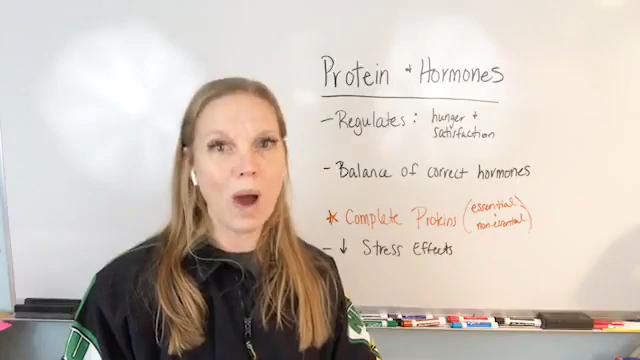 Protein + Hormones
- Regulates : hunger +
satisfaction
- Balance of correct hormones
* Complete Proteins (essential +
non-essential)
- ↓ Stress Effects